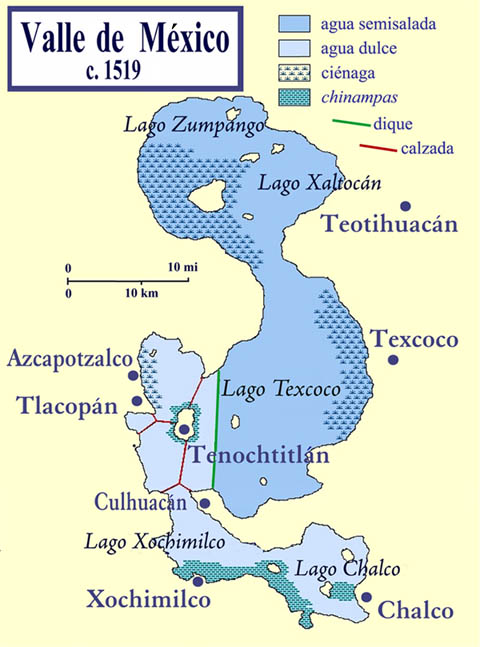 Valle de México
c. 1519
agua semisalada
agua dulce
ciénaga
chinampas
dique
calzada
Lago Zumpango
Lago Xaltocán
Teotihuacán
0 10 mi
0 10 km
Texcoco
Azcapotzalco
Lago Texcoco
Tlacopán
Tenochtitlán
Culhuacán
Lago Xochimilco
Lago Chalco
Xochimilco
Chalco